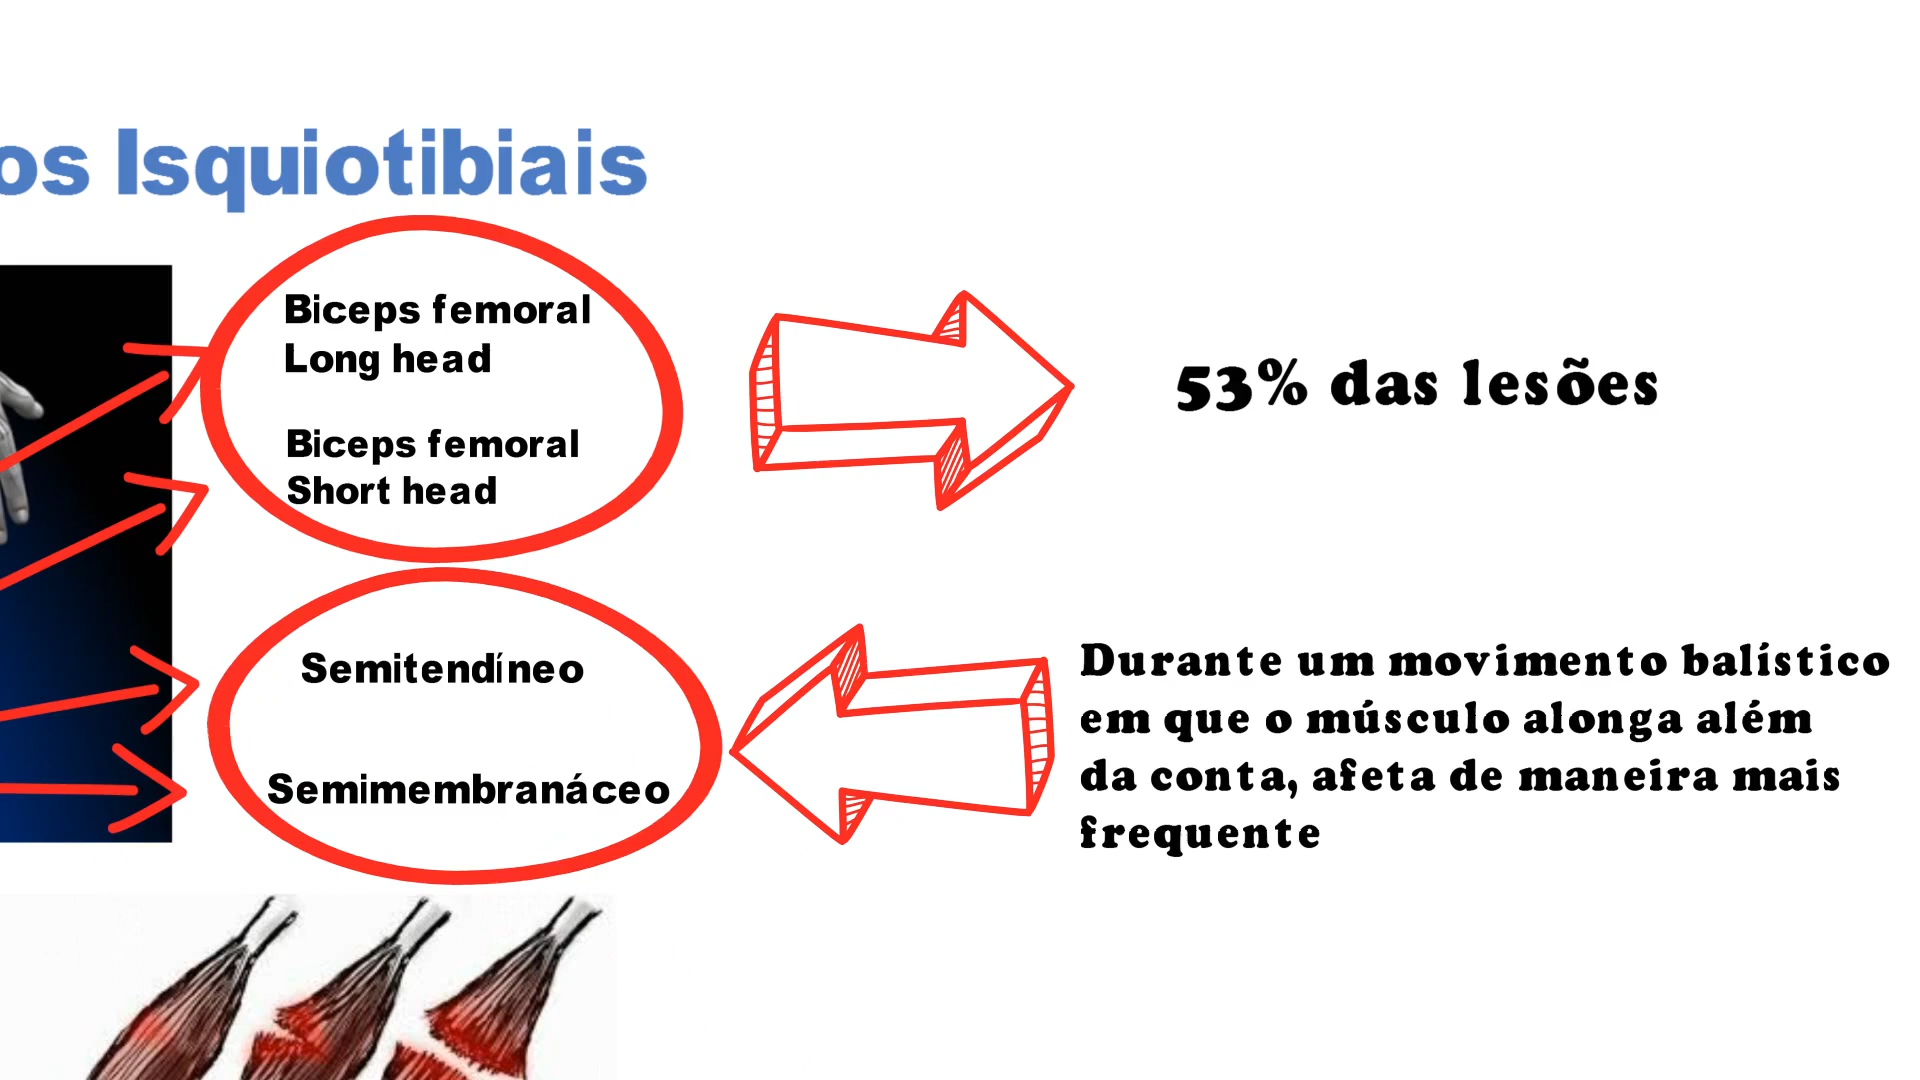 os Isquiotibiais
Biceps femoral
Long head
Biceps femoral
Short head
53% das lesões
Semitendíneo
Semimembranáceo
Durante um movimento balístico
em que o músculo alonga além
da conta, afeta de maneira mais
frequente